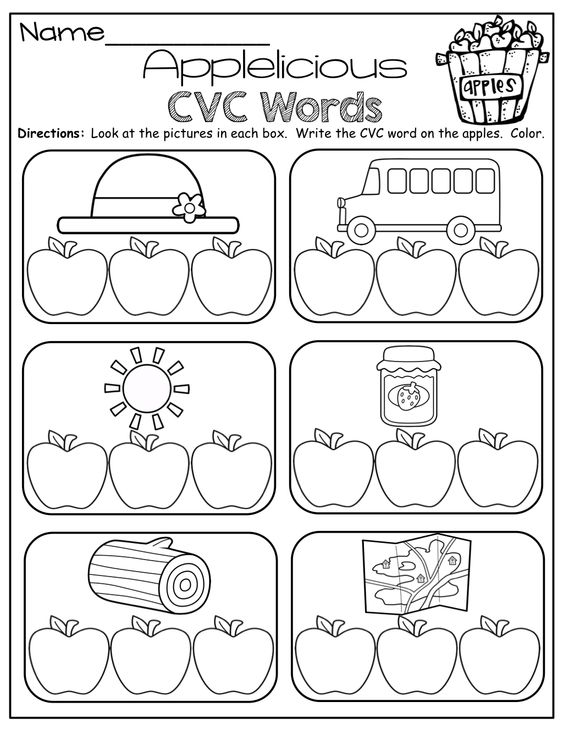 Name
Applelicious
apples
CVC Words
Directions: Look at the pictures in each box. Write the CVC word on the apples. Color.